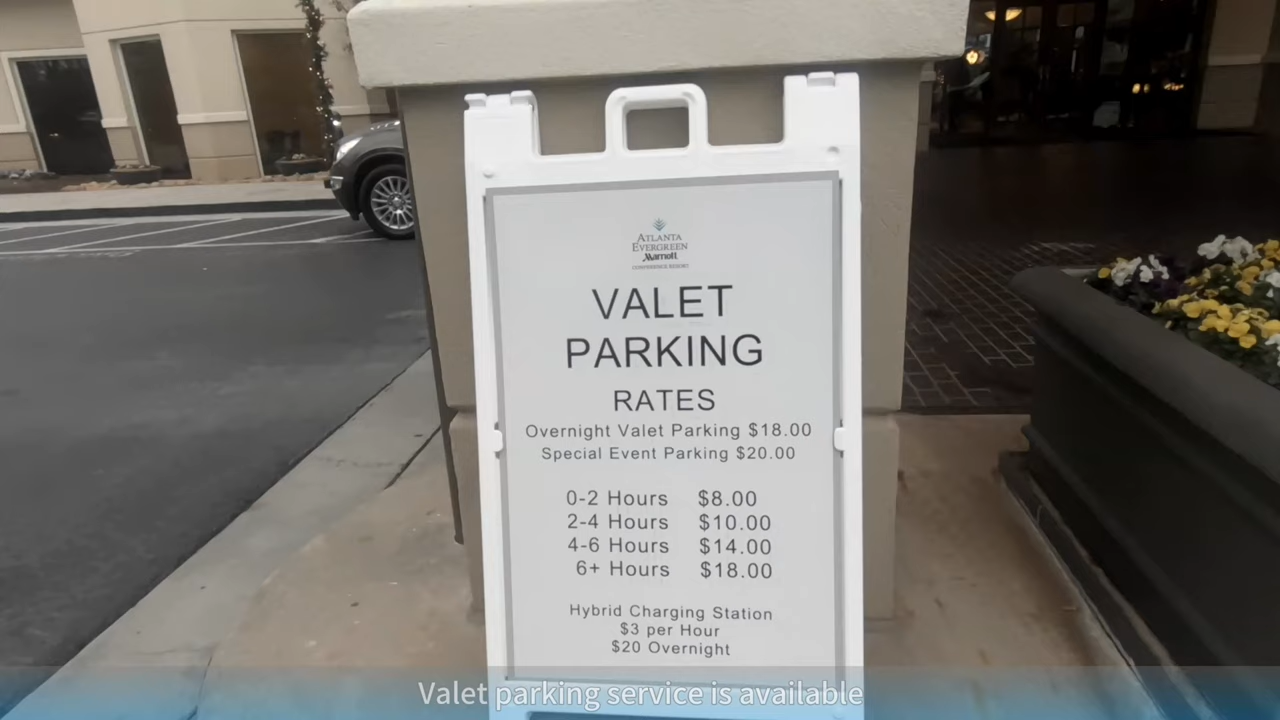 ATLANTA
EVERGREEN
Marriott
CONFERENCE RESORT
VALET
PARKING
RATES
Overnight Valet Parking $18.00
Special Event Parking $20.00
0-2 Hours $8.00
2-4 Hours $10.00
4-6 Hours $14.00
6+ Hours $18.00
Hybrid Charging Station
$3 per Hour
$20 Overnight
Valet parking service is available